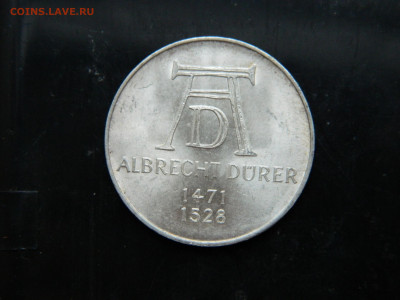 COINS.LAVE.RU
AD
ALBRECHT DÜRER
1471
1528